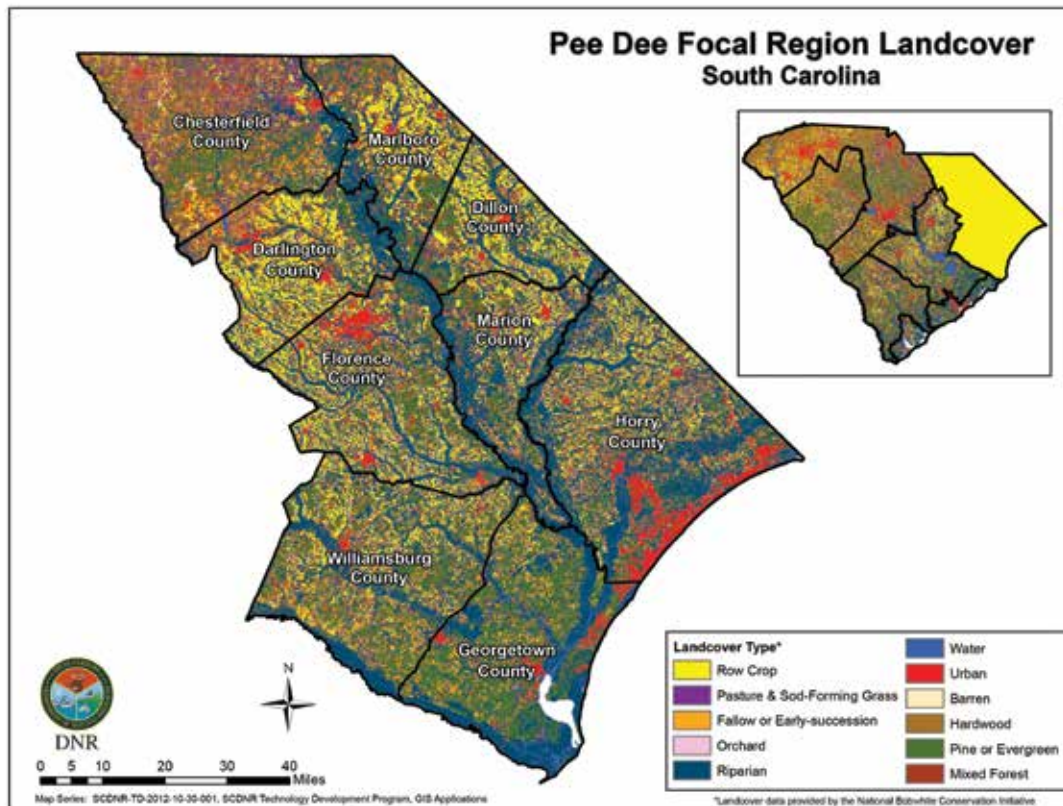 Pee Dee Focal Region Landcover
South Carolina
Chesterfield
County
Marlboro
County
Dillon
County
Darlington
County
Marion
County
Florence
County
Horry
County
Williamsburg
County
Georgetown
County
Landcover Type*
Row Crop
Pasture & Sod-Forming Grass
Fallow or Early-succession
Orchard
Riparian
Water
Urban
Barren
Hardwood
Pine or Evergreen
Mixed Forest
N
DNR
0 5 10 20 30 40
Miles
Map Series: SCDNR-TD-2012-10-30-001, SCDNR Technology Development Program, GIS Applications
*Landcover data provided by the National Bobwhite Conservation Initiative